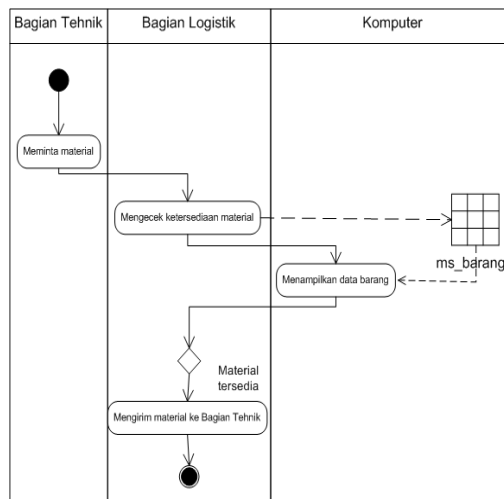 Bagian Tehnik
Bagian Logistik
Komputer
Meminta material
Mengecek ketersediaan material
ms_barang
Menampilkan data barang
Material
tersedia
Mengirim material ke Bagian Tehnik